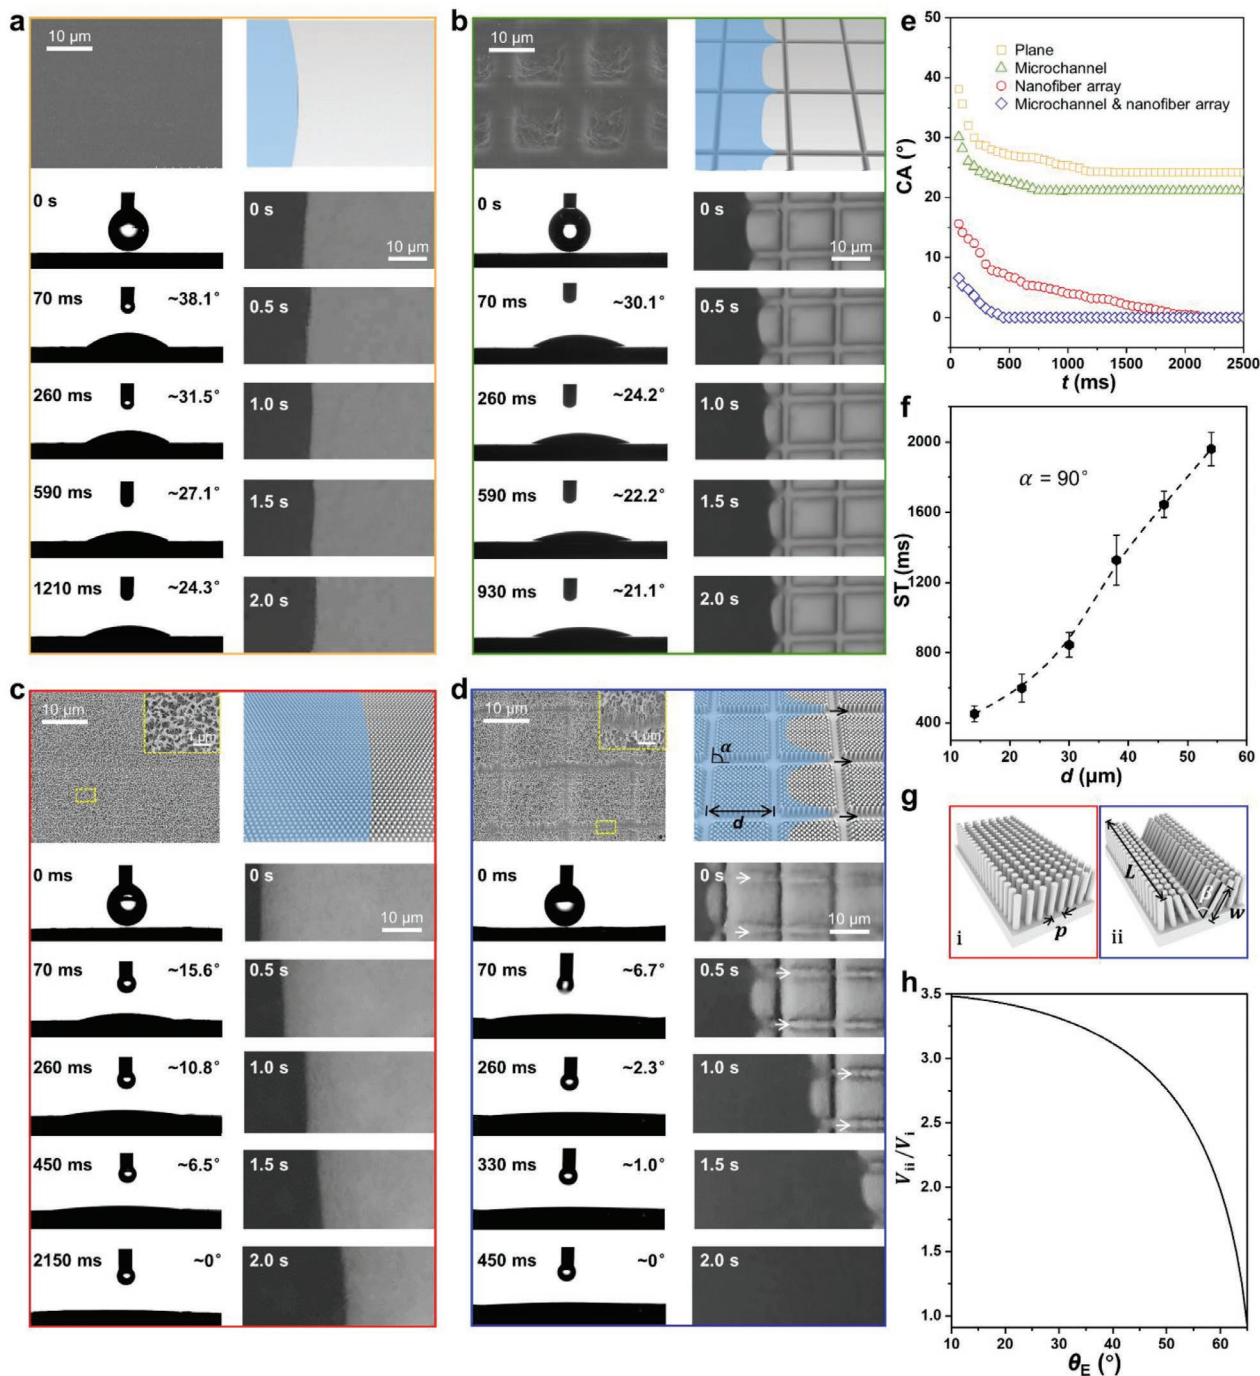 a
10 μm
0 s
70 ms
~38.1°
260 ms
~31.5°
590 ms
~27.1°
1210 ms
~24.3°
0 s
10 μm
0.5 s
1.0 s
1.5 s
2.0 s
b
10 μm
0 s
70 ms
~30.1°
260 ms
~24.2°
590 ms
~22.2°
930 ms
~21.1°
0 s
10 μm
0.5 s
1.0 s
1.5 s
2.0 s
c
10 μm
1 μm
0 ms
70 ms
~15.6°
260 ms
~10.8°
450 ms
~6.5°
2150 ms
~0°
0 s
10 μm
0.5 s
1.0 s
1.5 s
2.0 s
d
10 μm
1 μm
α
d
0 ms
70 ms
~6.7°
260 ms
~2.3°
330 ms
~1.0°
450 ms
~0°
0 s
10 μm
0.5 s
1.0 s
1.5 s
2.0 s
e
50
40
30
20
10
0
CA (°)
Plane
Microchannel
Nanofiber array
Microchannel & nanofiber array
0 500 1000 1500 2000 2500
t (ms)
f
2000
1600
1200
800
400
ST (ms)
α = 90°
10 20 30 40 50 60
d (μm)
g
p
i
L
β
w
ii
h
3.5
3.0
2.5
2.0
1.5
1.0
Vii/Vi
10 20 30 40 50 60
θE (°)